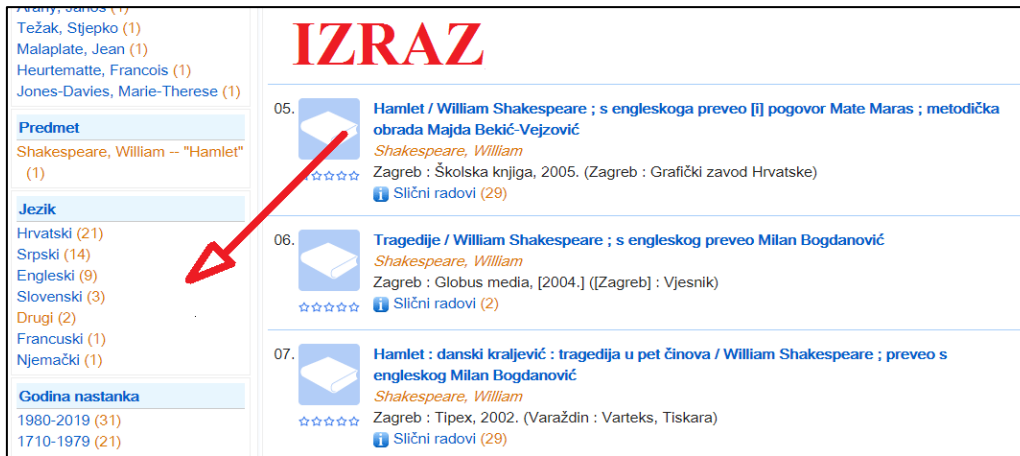 Arany, János (1)
Težak, Stjepko (1)
Malaplate, Jean (1)
Heurtematte, Francois (1)
Jones-Davies, Marie-Therese (1)
Predmet
Shakespeare, William -- "Hamlet"
(1)
Jezik
Hrvatski (21)
Srpski (14)
Engleski (9)
Slovenski (3)
Drugi (2)
Francuski (1)
Njemački (1)
Godina nastanka
1980-2019 (31)
1710-1979 (21)
IZRAZ
05. Hamlet / William Shakespeare ; s engleskoga preveo [i] pogovor Mate Maras ; metodička
obrada Majda Bekić-Vejzović
Shakespeare, William
Zagreb : Školska knjiga, 2005. (Zagreb : Grafički zavod Hrvatske)
i Slični radovi (29)
06. Tragedije / William Shakespeare ; s engleskog preveo Milan Bogdanović
Shakespeare, William
Zagreb : Globus media, [2004.] ([Zagreb] : Vjesnik)
i Slični radovi (2)
07. Hamlet : danski kraljević : tragedija u pet činova / William Shakespeare ; preveo s
engleskog Milan Bogdanović
Shakespeare, William
Zagreb : Tipex, 2002. (Varaždin : Varteks, Tiskara)
i Slični radovi (29)